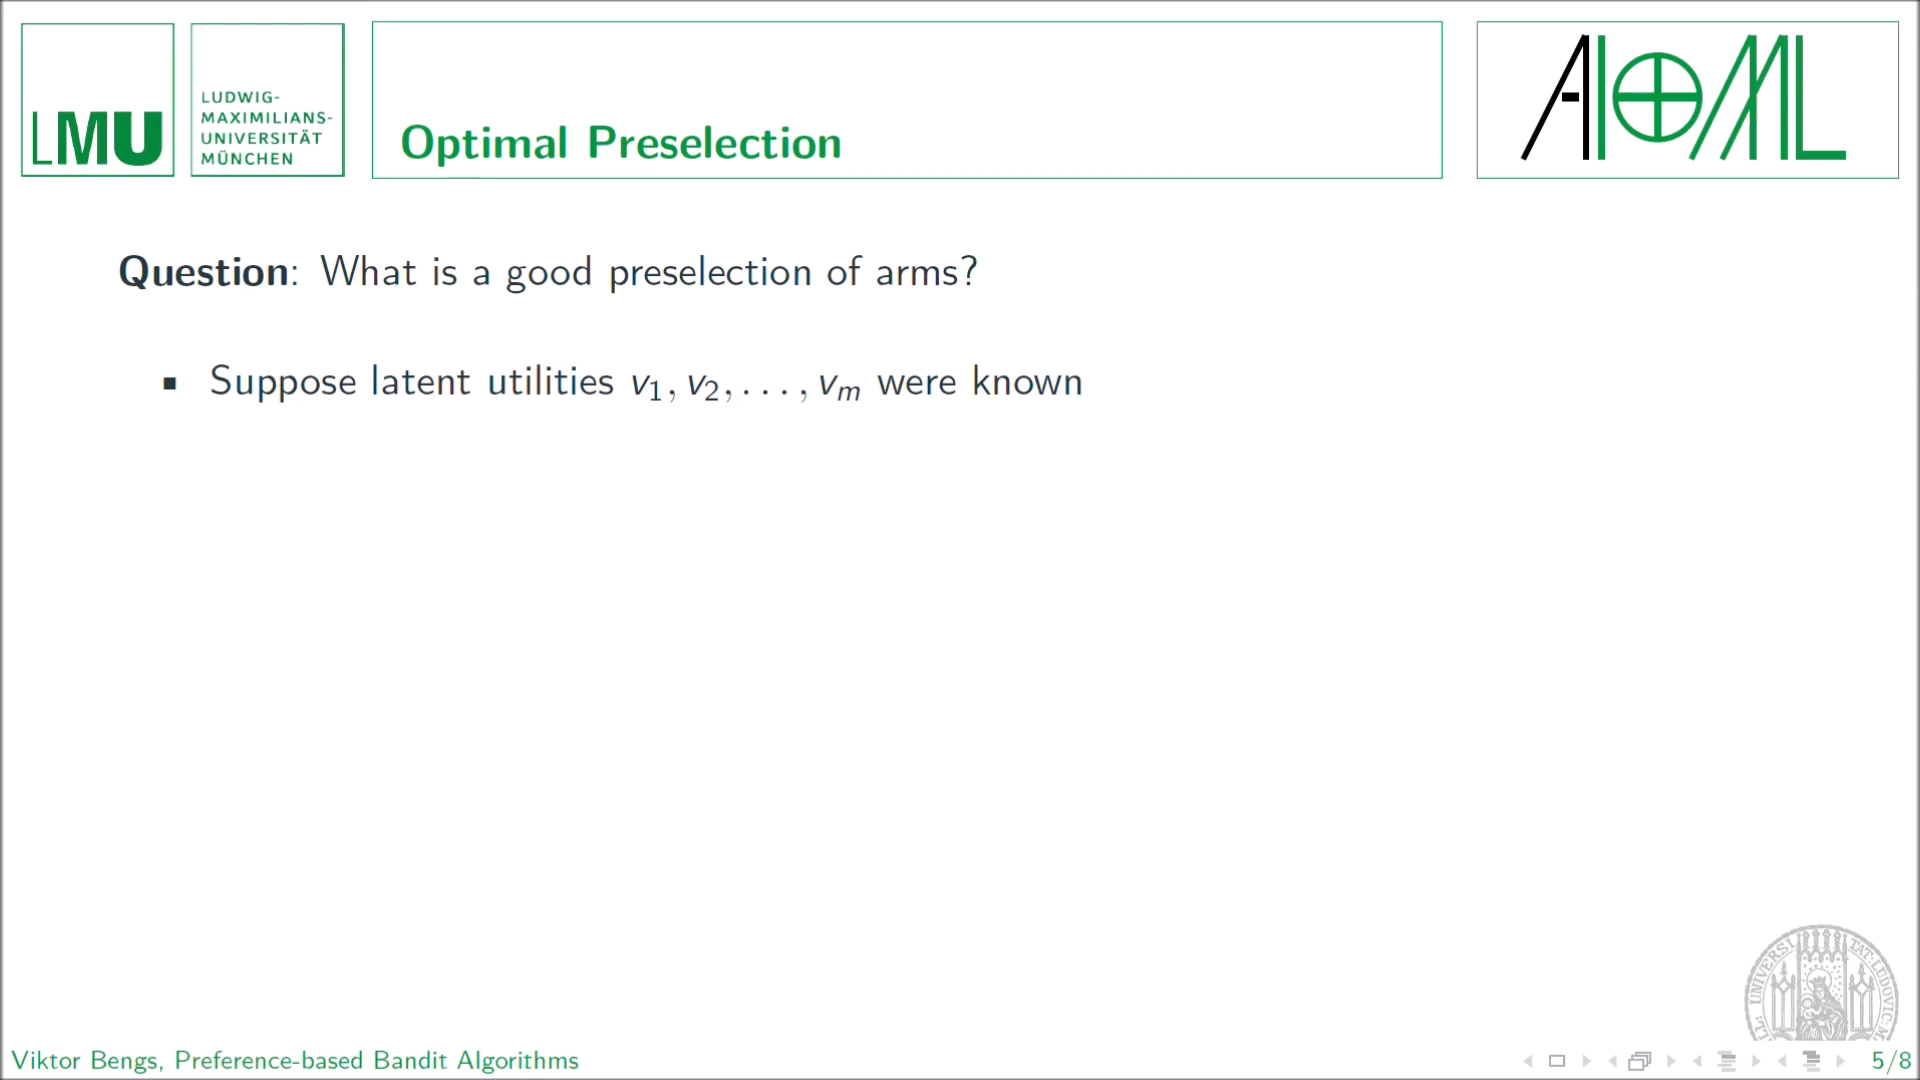 LMU
LUDWIG-
MAXIMILIANS-
UNIVERSITÄT
MÜNCHEN
Optimal Preselection
AI⊕ML
Question: What is a good preselection of arms?
▪ Suppose latent utilities v₁, v₂, . . . , vₘ were known
Viktor Bengs, Preference-based Bandit Algorithms
5/8